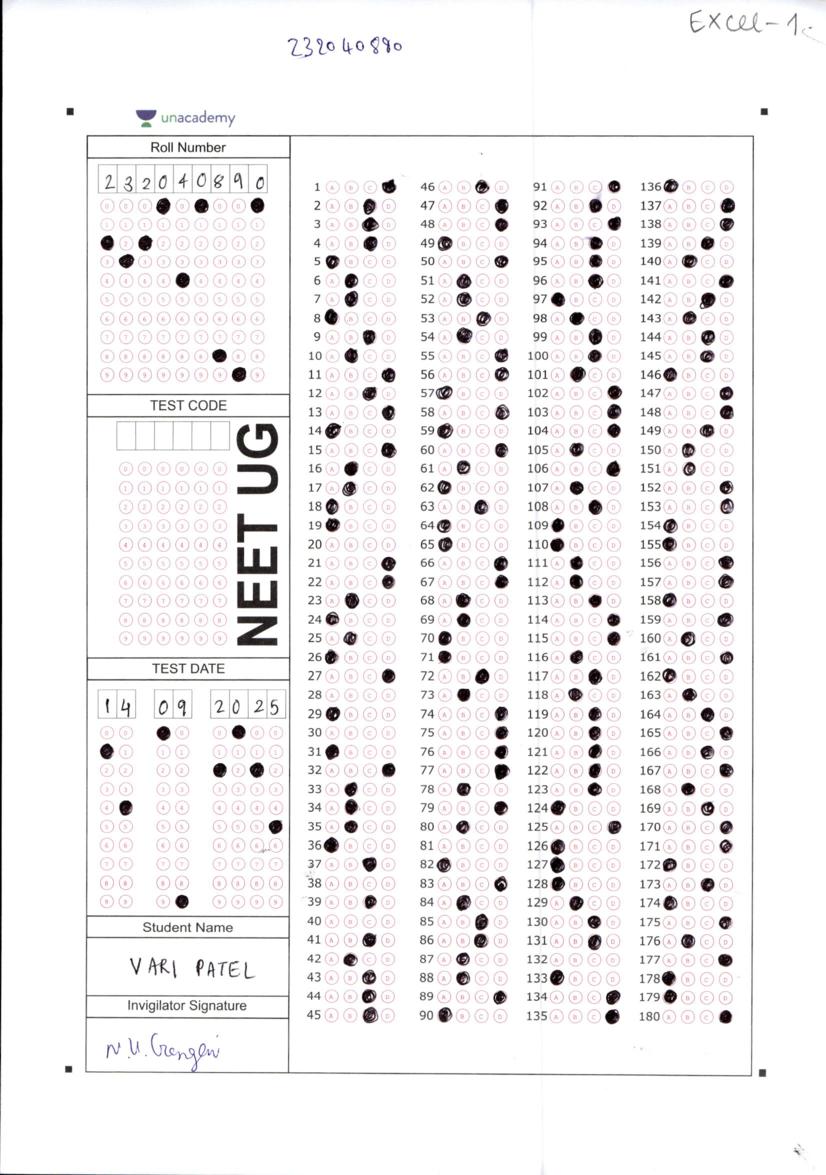 Excel-1
232040890
unacademy
Roll Number
2 3 2 0 4 0 8 9 0
TEST CODE
NEET UG
TEST DATE
1 4 0 9 2 0 2 5
Student Name
VARI PATEL
Invigilator Signature
1 A B C 46 A B D 91 A B C 136 B C D
2 A B D 47 A B C 92 A B D 137 A B C
3 A B D 48 A B C 93 A B C 138 A B C
4 A B D 49 B C D 94 A B D 139 A B D
5 B C D 50 A B C 95 A B D 140 A C D
6 A C D 51 A C D 96 A B D 141 A B C
7 A C D 52 A C D 97 B C D 142 A B D
8 B C D 53 A B D 98 A C D 143 A C D
9 A B D 54 A C D 99 A B D 144 A B D
10 A C D 55 A B C 100 A B D 145 A B D
11 A B C 56 A B C 101 A C D 146 B C D
12 A B D 57 B C D 102 A B C 147 A B C
13 A B C 58 A B C 103 A B C 148 A B C
14 B C D 59 B C D 104 A B C 149 A B D
15 A B C 60 A B C 105 A C D 150 A C D
16 A C D 61 A C D 106 A B C 151 A C D
17 A C D 62 B C D 107 A C D 152 A B C
18 B C D 63 A B D 108 A B D 153 A B C
19 B C D 64 B C D 109 B C D 154 B C D
20 A B C D 65 B C D 110 B C D 155 B C D
21 A B C 66 A B C 111 A C D 156 A B C
22 A B C 67 A B C 112 A C D 157 A B C
23 A C D 68 A C D 113 A B D 158 B C D
24 B C D 69 A C D 114 A B C 159 A B C
25 A C D 70 B C D 115 A B C 160 A C D
26 B C D 71 B C D 116 A C D 161 A B C
27 A B C 72 A B D 117 A B D 162 B C D
28 A B C D 73 A C D 118 A C D 163 A C D
29 B C D 74 A B C 119 A B D 164 A B D
30 A B C D 75 A B C 120 A B D 165 A B C
31 B C D 76 A B C 121 A B D 166 A B D
32 A B C 77 A B C 122 A B D 167 A B C
33 A C D 78 A C D 123 A B D 168 A C D
34 A C D 79 A B C 124 B C D 169 A B D
35 A C D 80 A C D 125 A B C 170 A B C
36 B C D 81 A B C D 126 B C D 171 A B C
37 A B D 82 B C D 127 B C D 172 B C D
38 A B C D 83 A B C 128 B C D 173 A B D
39 A B D 84 A C D 129 A C D 174 B C D
40 A B C D 85 A B D 130 A B D 175 A B C
41 A B D 86 A B D 131 A B D 176 A C D
42 A C D 87 A C D 132 A B C D 177 A B C
43 A B D 88 A C D 133 B C D 178 B C D
44 A B D 89 A B C 134 A B C 179 B C D
45 A B D 90 B C D 135 A B C 180 A B C